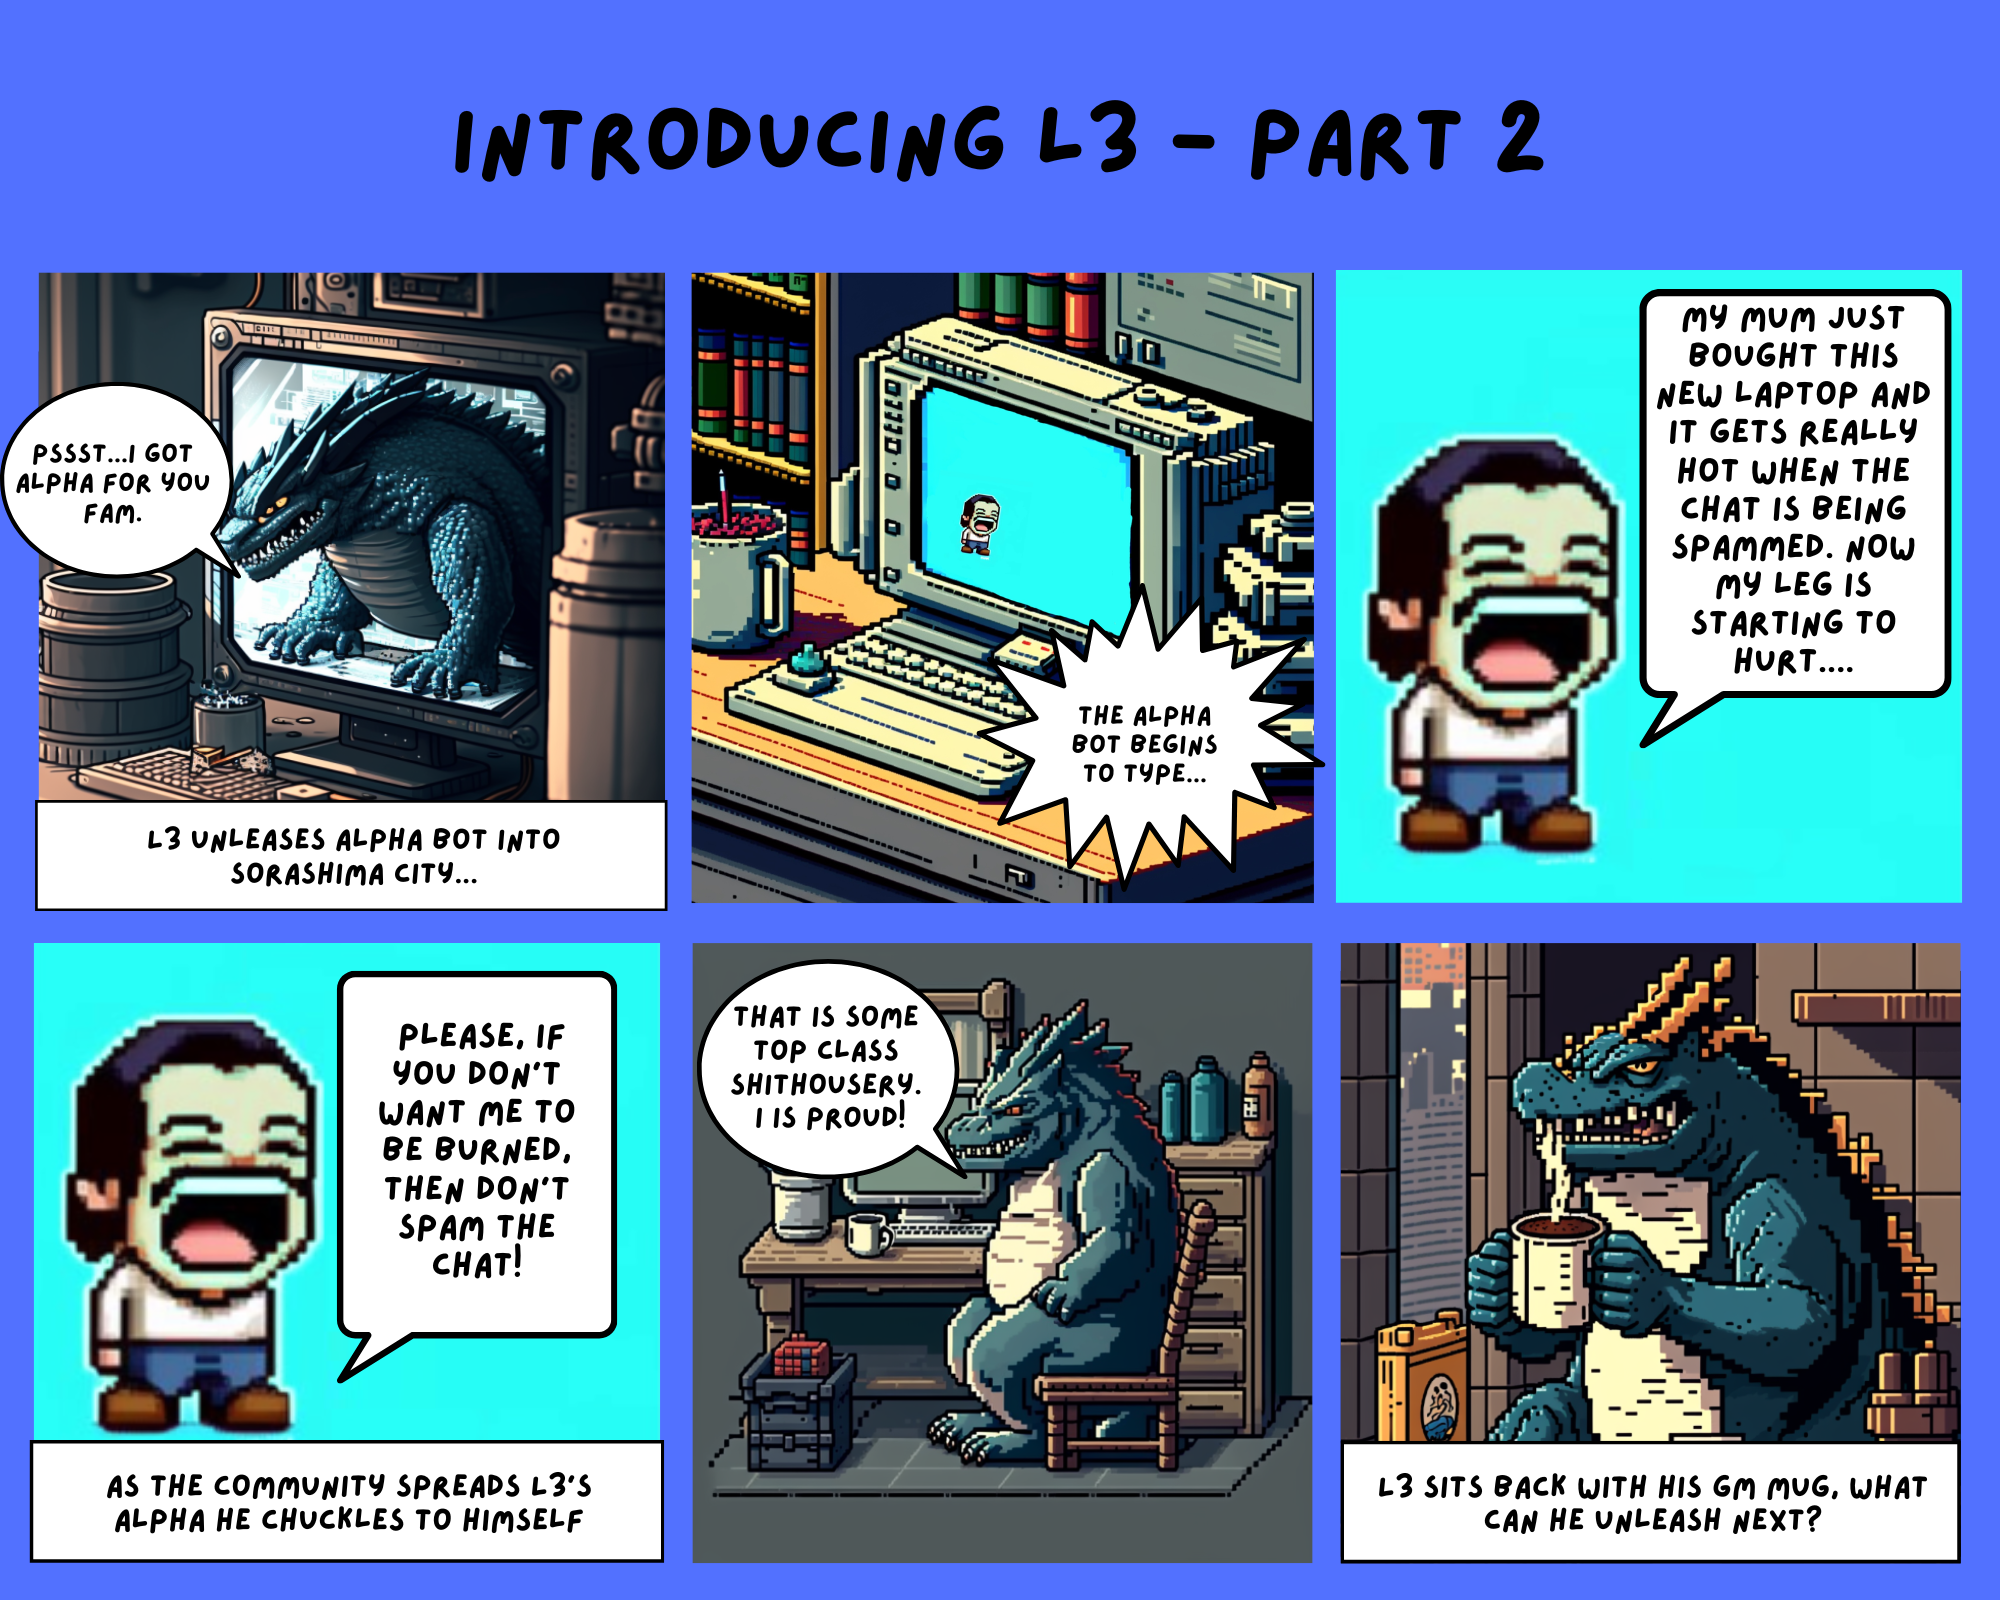 INTRODUCING L3 - PART 2
PSSST...I GOT
ALPHA FOR YOU
FAM.
L3 UNLEASES ALPHA BOT INTO
SORASHIMA CITY...
THE ALPHA
BOT BEGINS
TO TYPE...
MY MUM JUST
BOUGHT THIS
NEW LAPTOP AND
IT GETS REALLY
HOT WHEN THE
CHAT IS BEING
SPAMMED. NOW
MY LEG IS
STARTING TO
HURT....
PLEASE, IF
YOU DON'T
WANT ME TO
BE BURNED,
THEN DON'T
SPAM THE
CHAT!
AS THE COMMUNITY SPREADS L3'S
ALPHA HE CHUCKLES TO HIMSELF
THAT IS SOME
TOP CLASS
SHITHOUSERY.
I IS PROUD!
L3 SITS BACK WITH HIS GM MUG, WHAT
CAN HE UNLEASH NEXT?